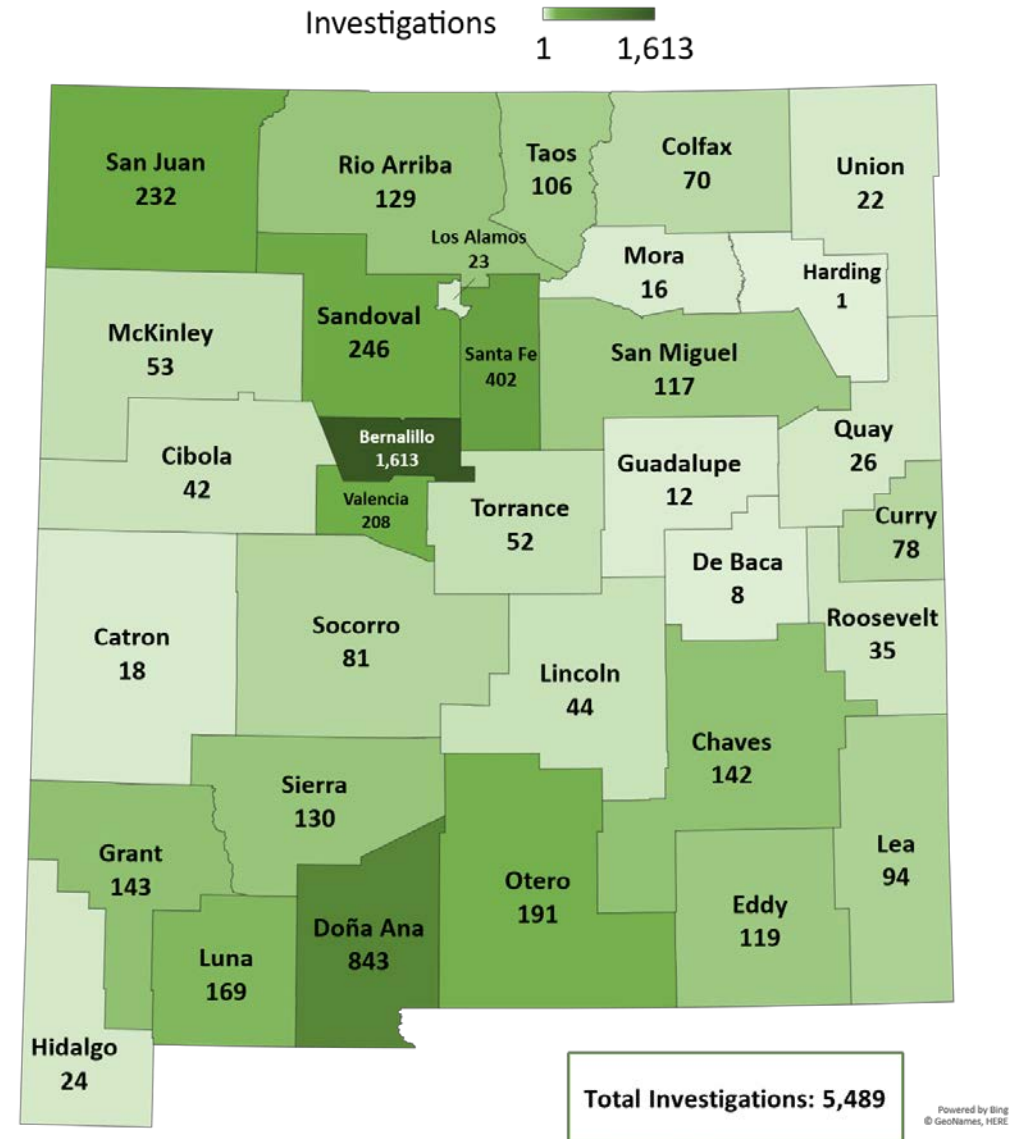 Investigations
1 1,613
San Juan
232
Rio Arriba
129
Taos
106
Colfax
70
Union
22
Los Alamos
23
Mora
16
Harding
1
McKinley
53
Sandoval
246
Santa Fe
402
San Miguel
117
Cibola
42
Bernalillo
1,613
Valencia
208
Torrance
52
Guadalupe
12
Quay
26
Curry
78
De Baca
8
Roosevelt
35
Catron
18
Socorro
81
Lincoln
44
Chaves
142
Sierra
130
Grant
143
Lea
94
Otero
191
Eddy
119
Doña Ana
843
Luna
169
Hidalgo
24
Total Investigations: 5,489
Powered by Bing
© GeoNames, HERE